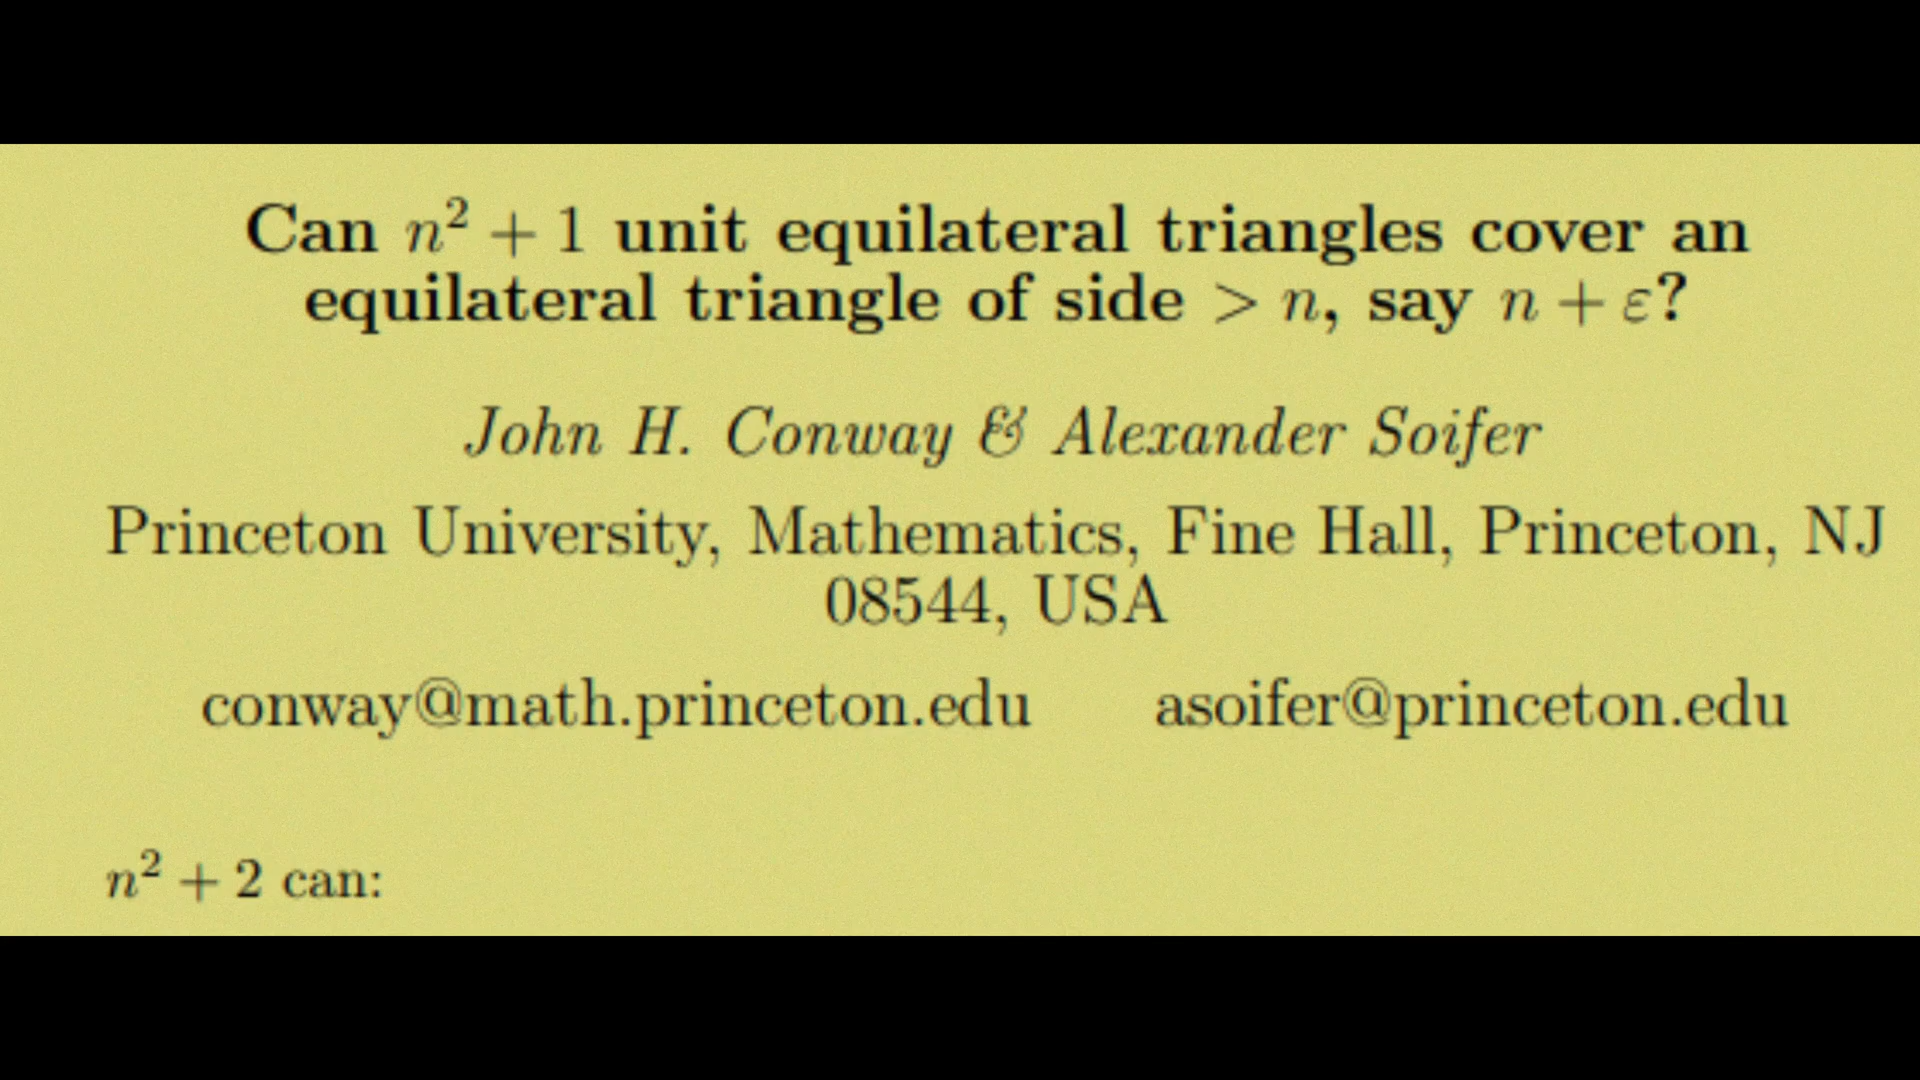 Can n² + 1 unit equilateral triangles cover an
equilateral triangle of side > n, say n + ε?
John H. Conway & Alexander Soifer
Princeton University, Mathematics, Fine Hall, Princeton, NJ
08544, USA
conway@math.princeton.edu asoifer@princeton.edu
n² + 2 can: